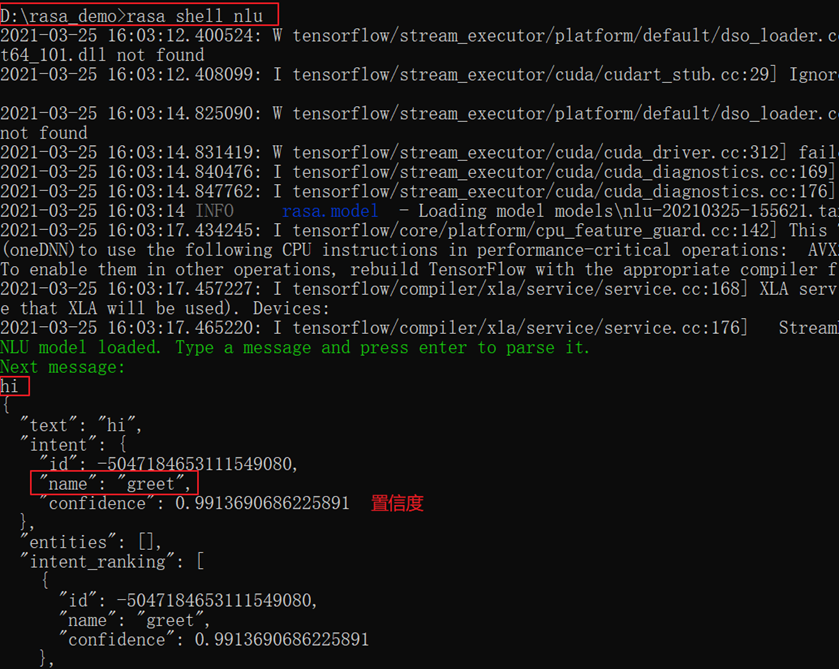 D:\rasa_demo>rasa shell nlu
2021-03-25 16:03:12.400524: W tensorflow/stream_executor/platform/default/dso_loader.c
t64_101.dll not found
2021-03-25 16:03:12.408099: I tensorflow/stream_executor/cuda/cudart_stub.cc:29] Ignor
2021-03-25 16:03:14.825090: W tensorflow/stream_executor/platform/default/dso_loader.c
not found
2021-03-25 16:03:14.831419: W tensorflow/stream_executor/cuda/cuda_driver.cc:312] fail
2021-03-25 16:03:14.840476: I tensorflow/stream_executor/cuda/cuda_diagnostics.cc:169]
2021-03-25 16:03:14.847762: I tensorflow/stream_executor/cuda/cuda_diagnostics.cc:176]
2021-03-25 16:03:14 INFO     rasa.model  - Loading model models\nlu-20210325-155621.ta
2021-03-25 16:03:17.434245: I tensorflow/core/platform/cpu_feature_guard.cc:142] This
(oneDNN)to use the following CPU instructions in performance-critical operations:  AVX
To enable them in other operations, rebuild TensorFlow with the appropriate compiler f
2021-03-25 16:03:17.457227: I tensorflow/compiler/xla/service/service.cc:168] XLA serv
e that XLA will be used). Devices:
2021-03-25 16:03:17.465220: I tensorflow/compiler/xla/service/service.cc:176]   Stream
NLU model loaded. Type a message and press enter to parse it.
Next message:
hi
{
  "text": "hi",
  "intent": {
    "id": -5047184653111549080,
    "name": "greet",
    "confidence": 0.9913690686225891 置信度
  },
  "entities": [],
  "intent_ranking": [
    {
      "id": -5047184653111549080,
      "name": "greet",
      "confidence": 0.9913690686225891
    },